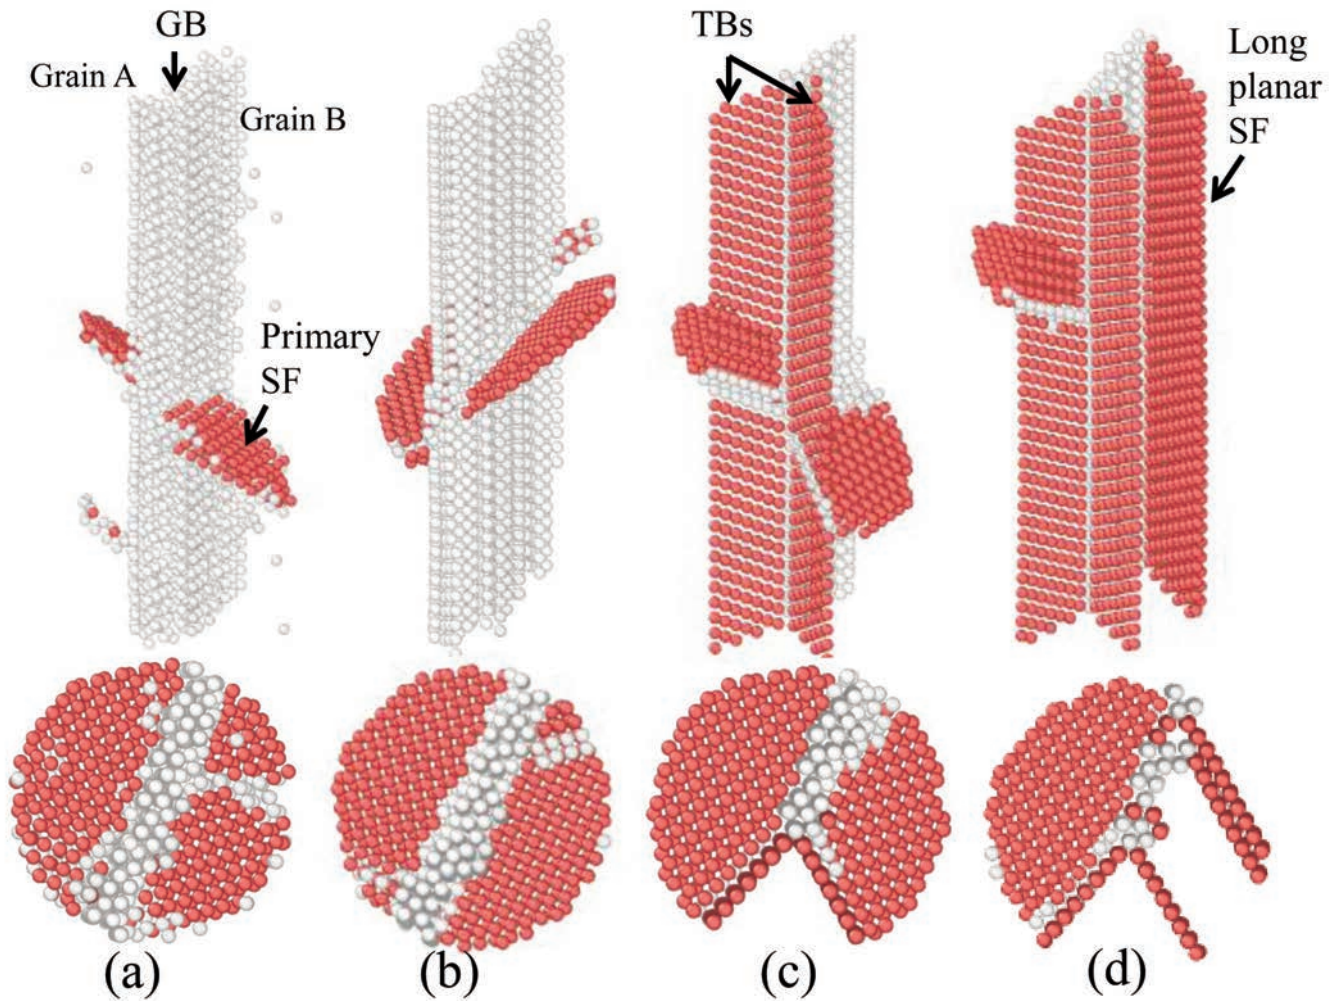 GB
TBs
Grain A
Grain B
Long
planar
SF
Primary
SF
(a)
(b)
(c)
(d)